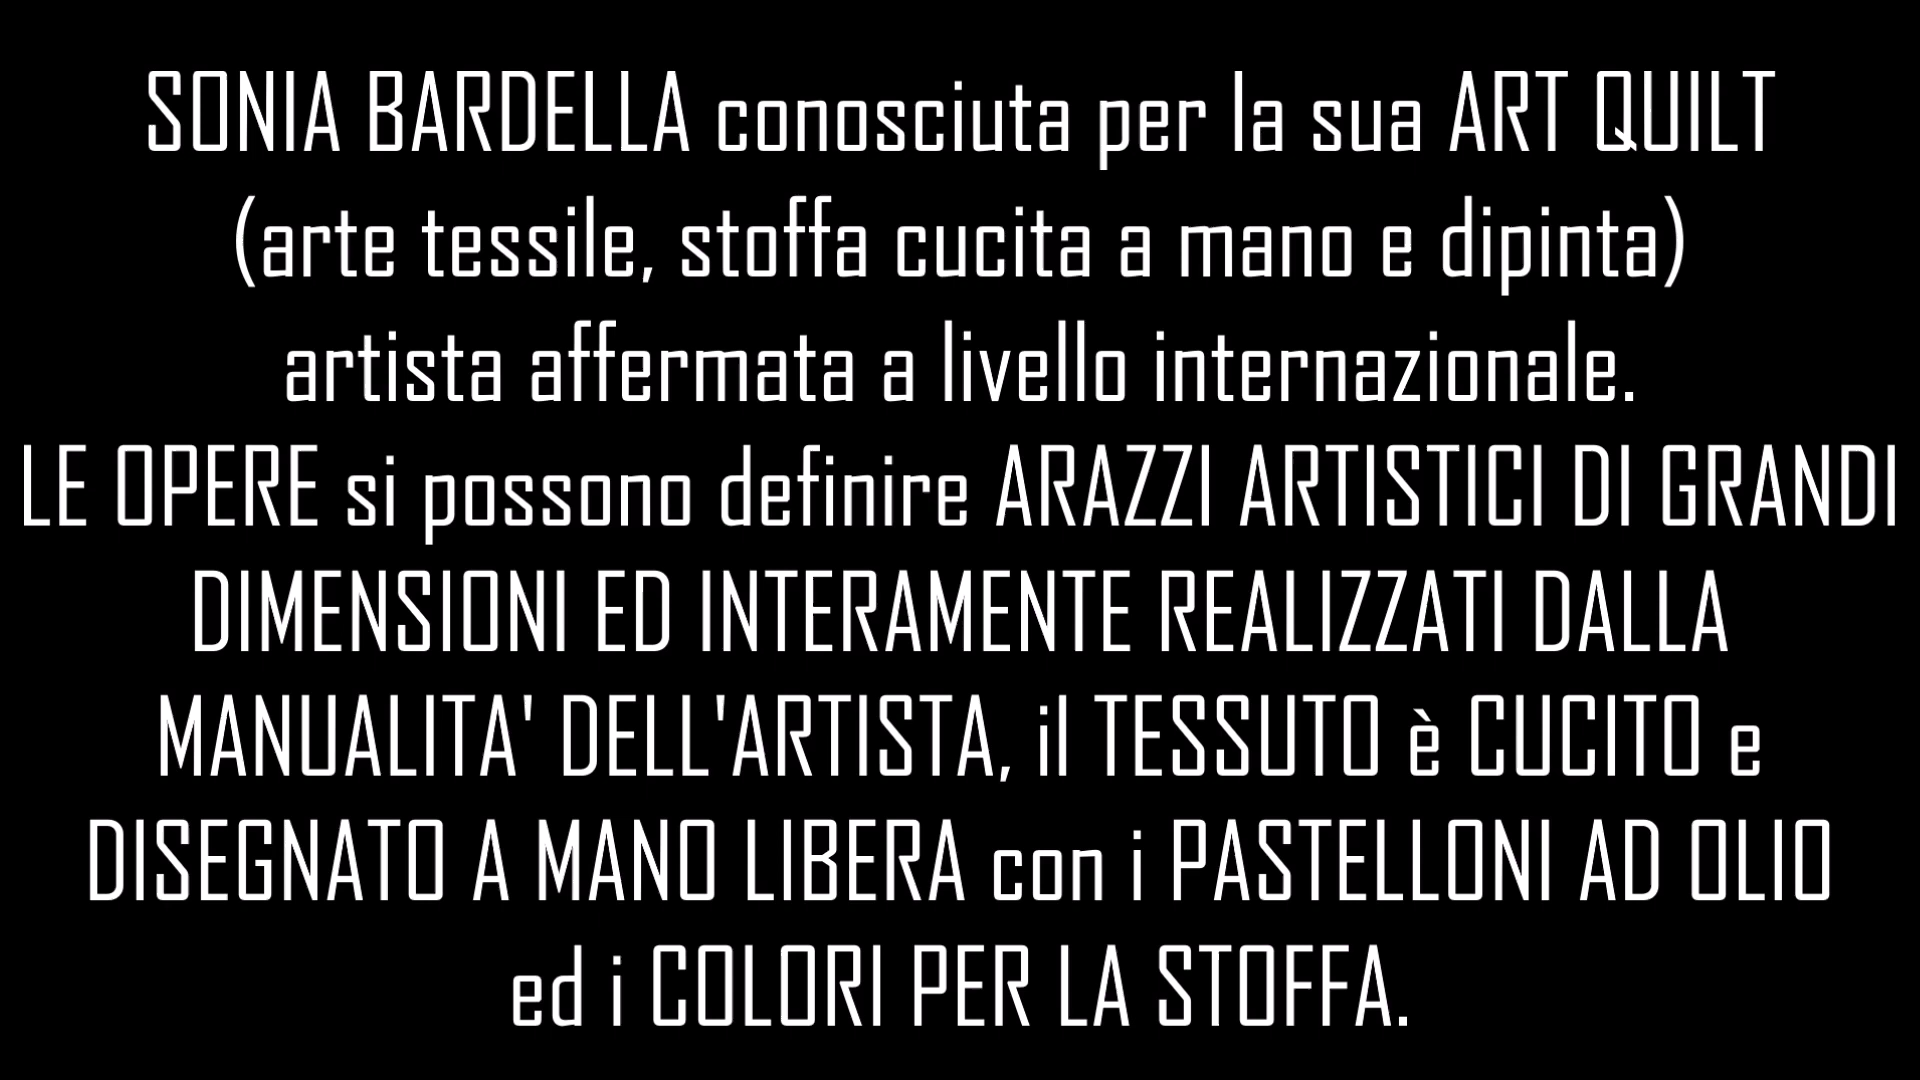 SONIA BARDELLA conosciuta per la sua ART QUILT
(arte tessile, stoffa cucita a mano e dipinta)
artista affermata a livello internazionale.
LE OPERE si possono definire ARAZZI ARTISTICI DI GRANDI
DIMENSIONI ED INTERAMENTE REALIZZATI DALLA
MANUALITA' DELL'ARTISTA, il TESSUTO è CUCITO e
DISEGNATO A MANO LIBERA con i PASTELLONI AD OLIO
ed i COLORI PER LA STOFFA.